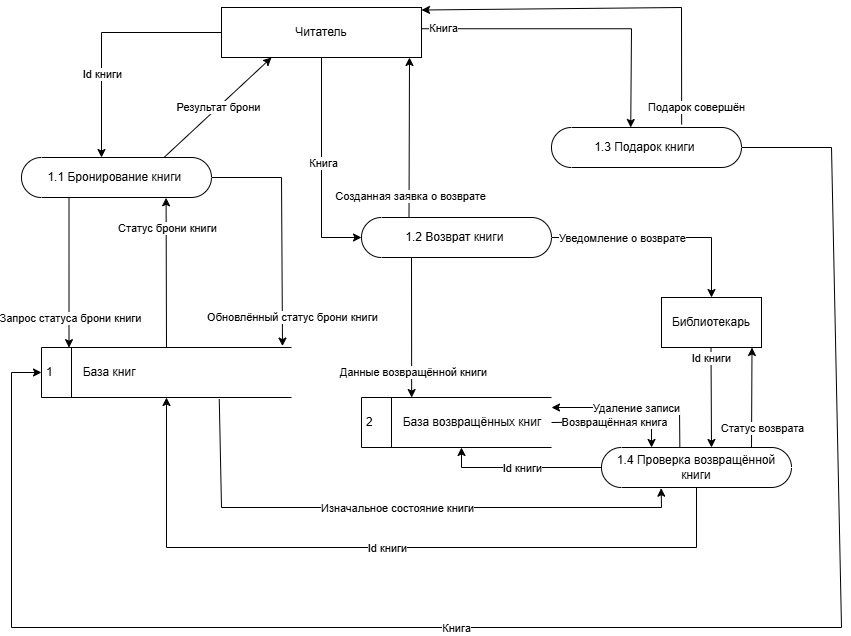 Читатель
Книга
Id книги
Результат брони
Подарок совершён
1.3 Подарок книги
Книга
1.1 Бронирование книги
Созданная заявка о возврате
Статус брони книги
1.2 Возврат книги
Уведомление о возврате
Запрос статуса брони книги
Обновлённый статус брони книги
Библиотекарь
Id книги
1
База книг
Данные возвращённой книги
Удаление записи
2
База возвращённых книг
Возвращённая книга
Статус возврата
1.4 Проверка возвращённой
книги
Id книги
Изначальное состояние книги
Id книги
Книга